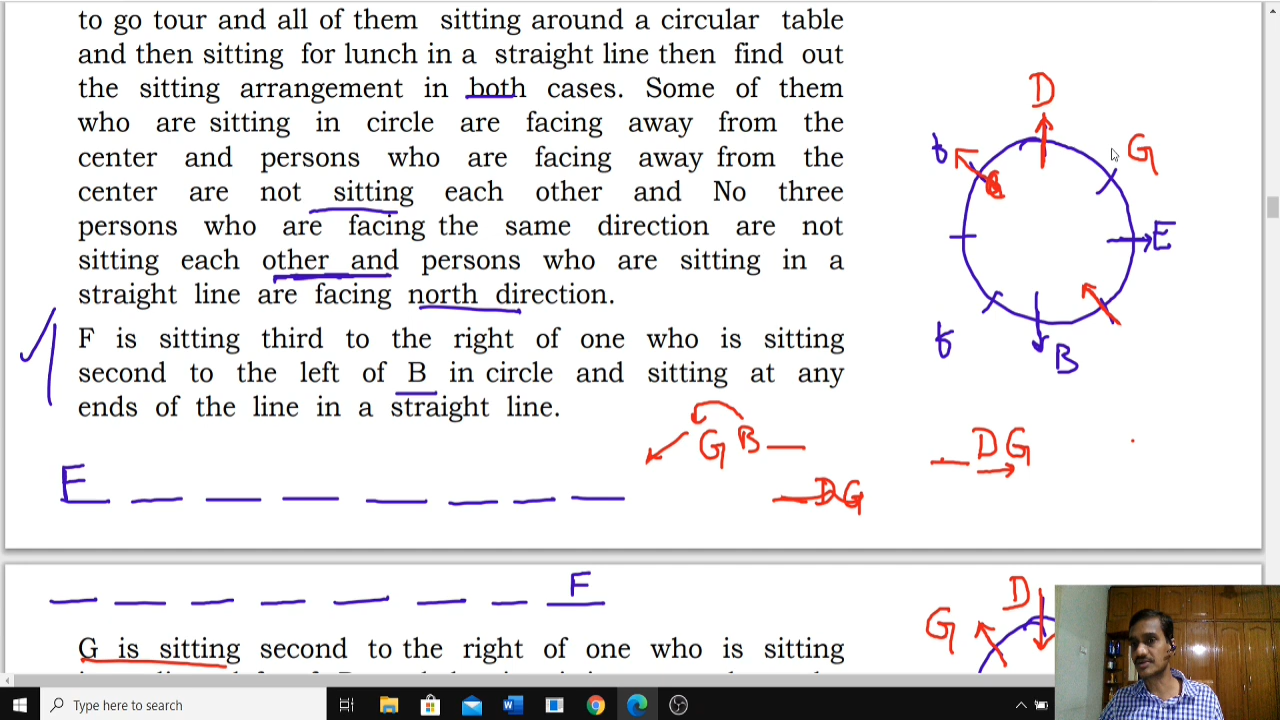 to go tour and all of them sitting around a circular table
and then sitting for lunch in a straight line then find out
the sitting arrangement in both cases. Some of them
who are sitting in circle are facing away from the
center and persons who are facing away from the
center are not sitting each other and No three
persons who are facing the same direction are not
sitting each other and persons who are sitting in a
straight line are facing north direction.
F is sitting third to the right of one who is sitting
second to the left of B in circle and sitting at any
ends of the line in a straight line.
D
G
E
B
G B
D G
D G
F
F
G is sitting second to the right of one who is sitting
D
G
Type here to search